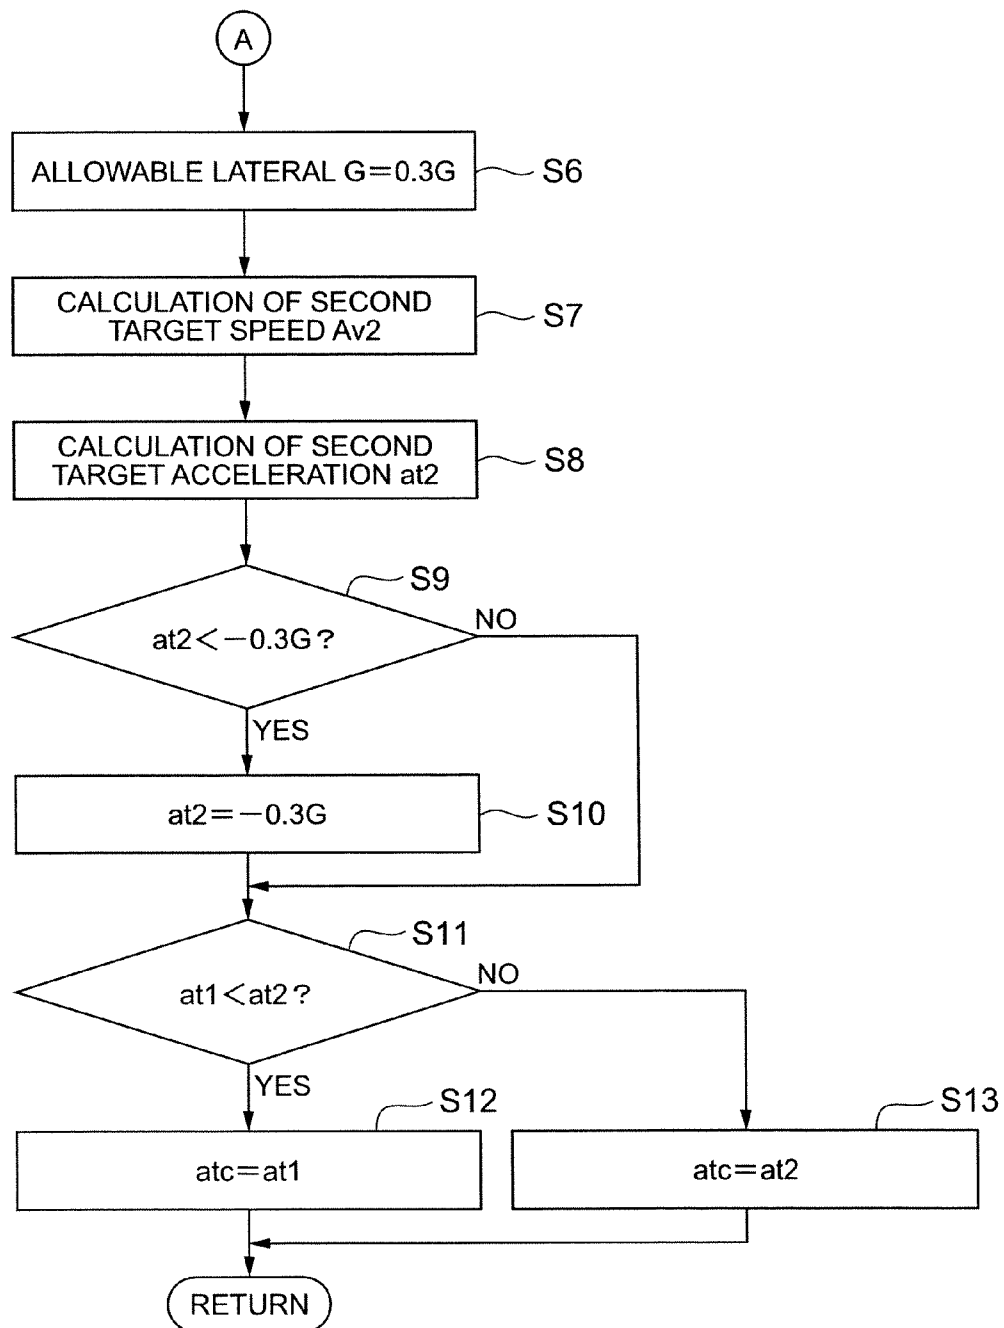 A
ALLOWABLE LATERAL G=0.3G
S6
CALCULATION OF SECOND
TARGET SPEED Av2
S7
CALCULATION OF SECOND
TARGET ACCELERATION at2
S8
S9
at2<-0.3G?
NO
YES
at2=-0.3G
S10
S11
at1<at2?
NO
YES
S12
atc=at1
S13
atc=at2
RETURN